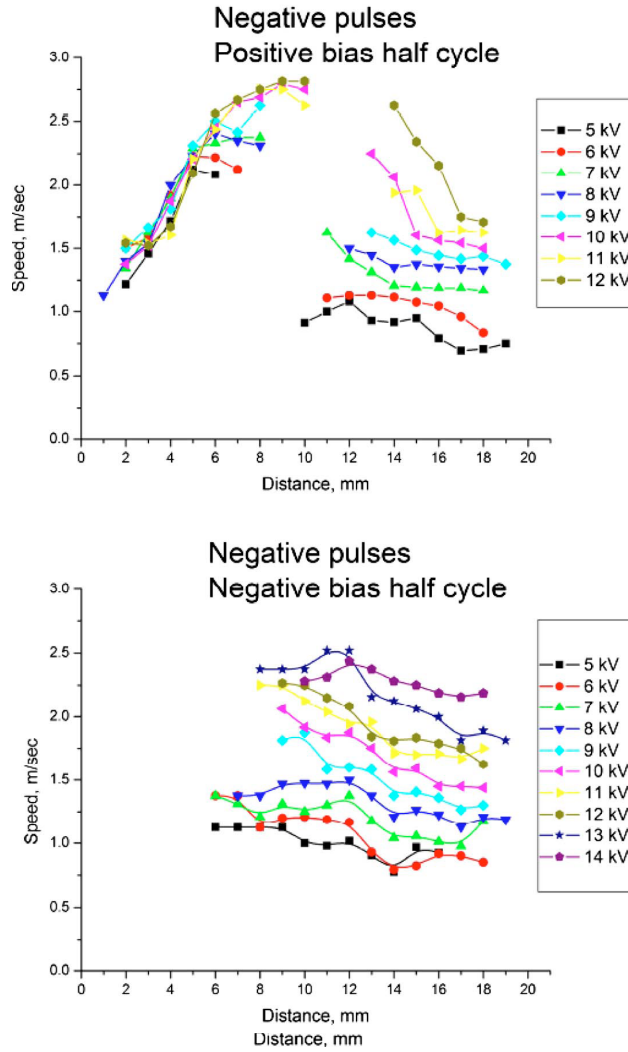 Negative pulses
Positive bias half cycle
3.0
2.5
2.0
1.5
1.0
0.5
0.0
Speed, m/sec
0 2 4 6 8 10 12 14 16 18 20
Distance, mm
5 kV
6 kV
7 kV
8 kV
9 kV
10 kV
11 kV
12 kV
Negative pulses
Negative bias half cycle
3.0
2.5
2.0
1.5
1.0
0.5
0.0
Speed, m/sec
0 2 4 6 8 10 12 14 16 18 20
Distance, mm
Distance, mm
5 kV
6 kV
7 kV
8 kV
9 kV
10 kV
11 kV
12 kV
13 kV
14 kV